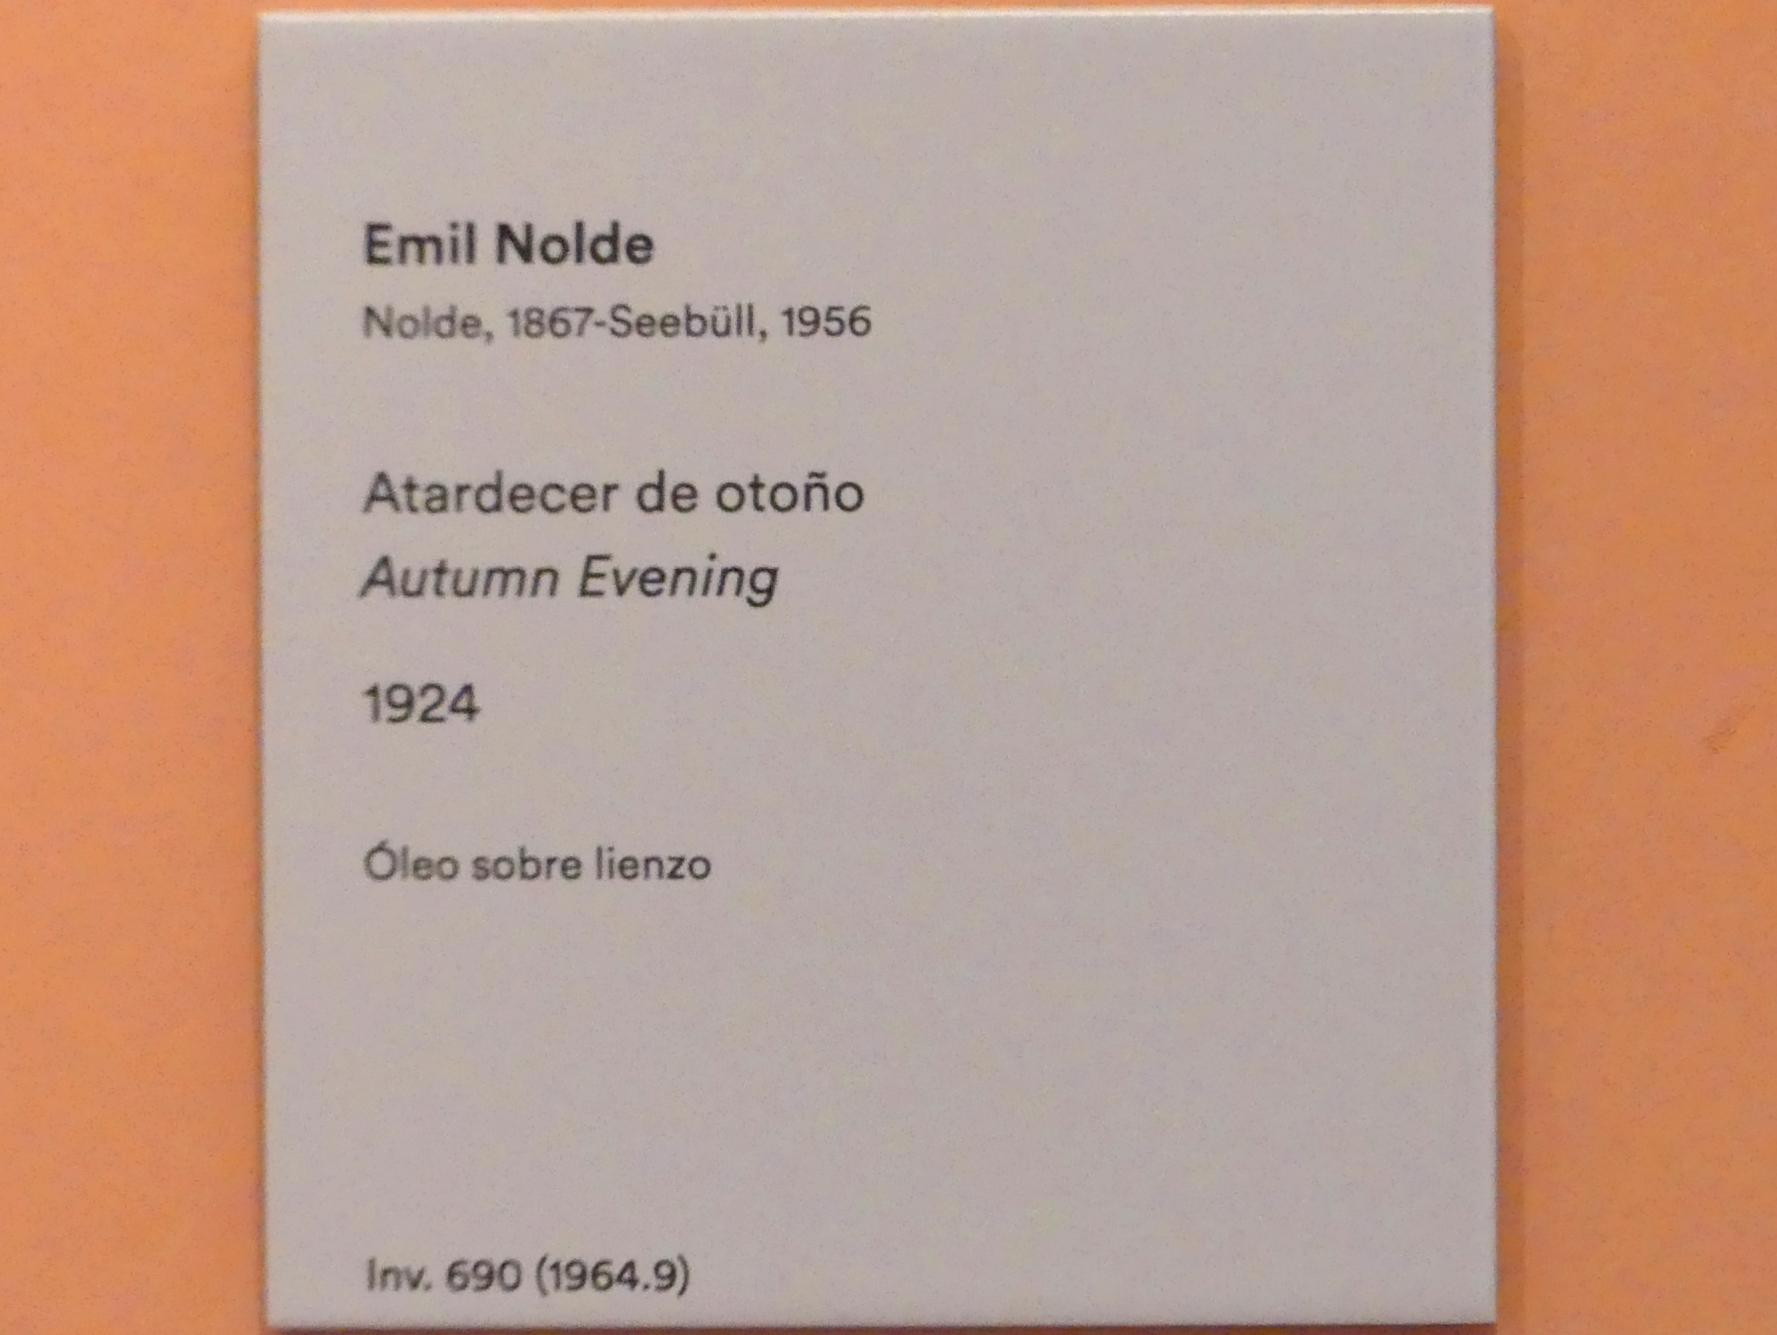 Emil Nolde
Nolde, 1867-Seebüll, 1956
Atardecer de otoño
Autumn Evening
1924
Óleo sobre lienzo
Inv. 690 (1964.9)